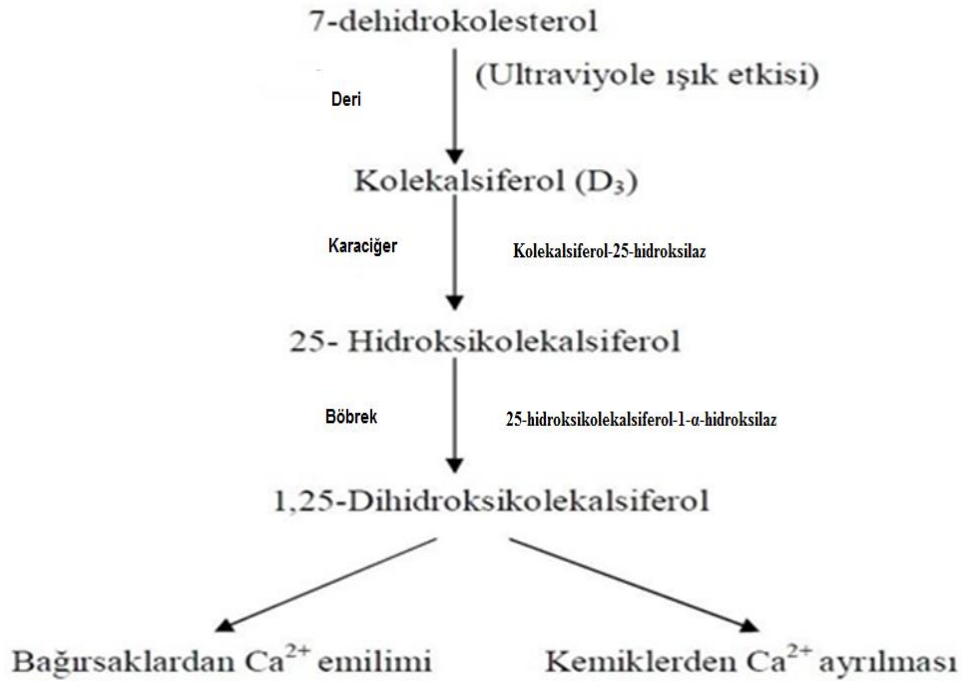 7-dehidrokolesterol
(Ultraviyole ışık etkisi)
Deri
Kolekalsiferol (D₃)
Karaciğer
Kolekalsiferol-25-hidroksilaz
25- Hidroksikolekalsiferol
Böbrek
25-hidroksikolekalsiferol-1-α-hidroksilaz
1,25-Dihidroksikolekalsiferol
Bağırsaklardan Ca²⁺ emilimi
Kemiklerden Ca²⁺ ayrılması